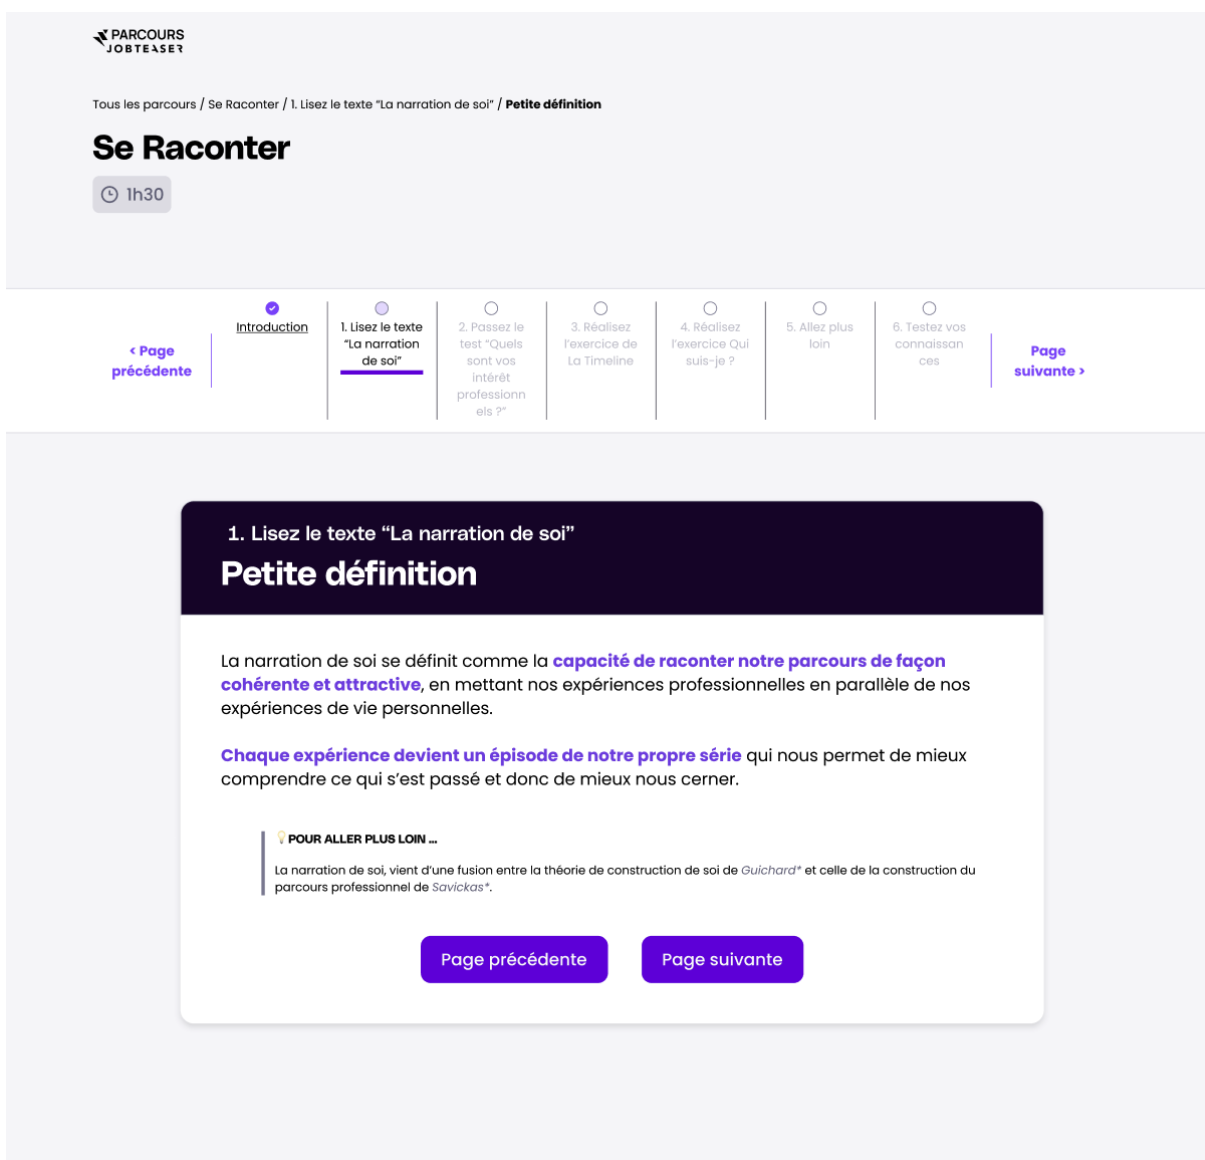 PARCOURS
JOBTEASER
Tous les parcours / Se Raconter / 1. Lisez le texte “La narration de soi” / Petite définition
Se Raconter
1h30
< Page
précédente
Introduction
1. Lisez le texte
“La narration
de soi”
2. Passez le
test “Quels
sont vos
intérêt
professionn
els ?”
3. Réalisez
l’exercice de
La Timeline
4. Réalisez
l’exercice Qui
suis-je ?
5. Allez plus
loin
6. Testez vos
connaissan
ces
Page
suivante >
1. Lisez le texte “La narration de soi”
Petite définition
La narration de soi se définit comme la capacité de raconter notre parcours de façon
cohérente et attractive, en mettant nos expériences professionnelles en parallèle de nos
expériences de vie personnelles.
Chaque expérience devient un épisode de notre propre série qui nous permet de mieux
comprendre ce qui s’est passé et donc de mieux nous cerner.
💡POUR ALLER PLUS LOIN ...
La narration de soi, vient d’une fusion entre la théorie de construction de soi de Guichard* et celle de la construction du
parcours professionnel de Savickas*.
Page précédente
Page suivante